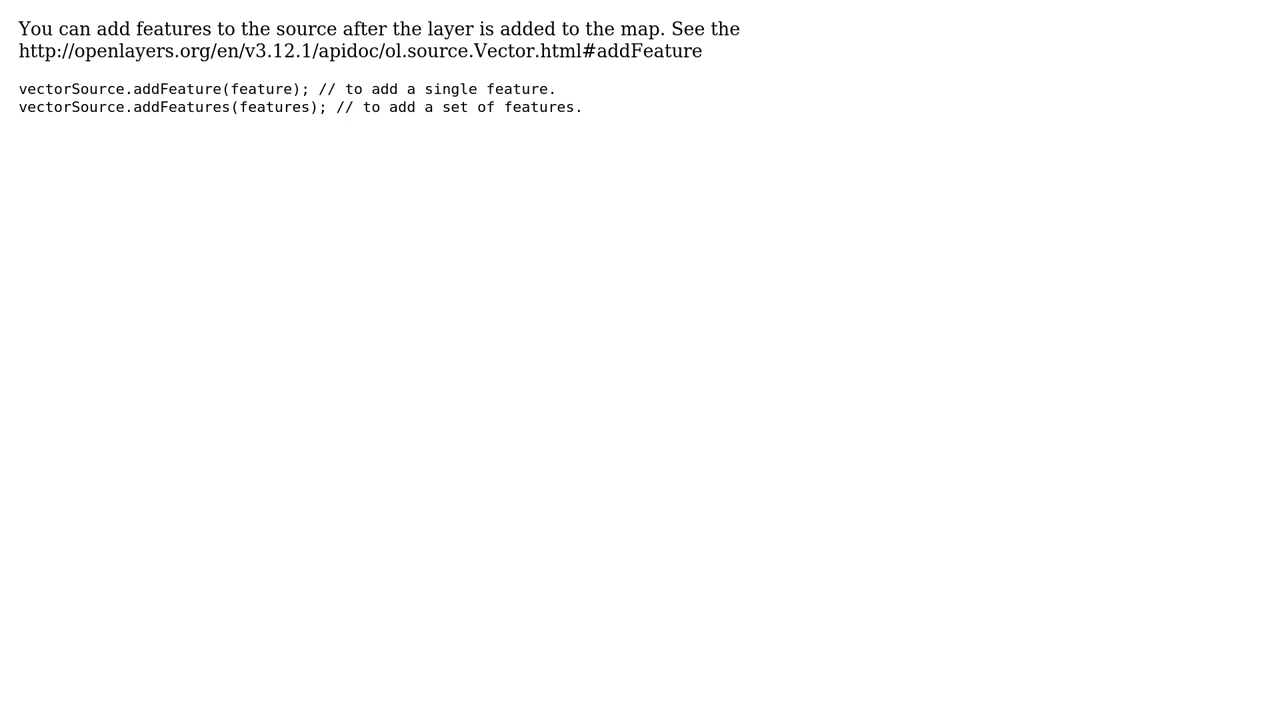 You can add features to the source after the layer is added to the map. See the
http://openlayers.org/en/v3.12.1/apidoc/ol.source.Vector.html#addFeature
vectorSource.addFeature(feature); // to add a single feature.
vectorSource.addFeatures(features); // to add a set of features.